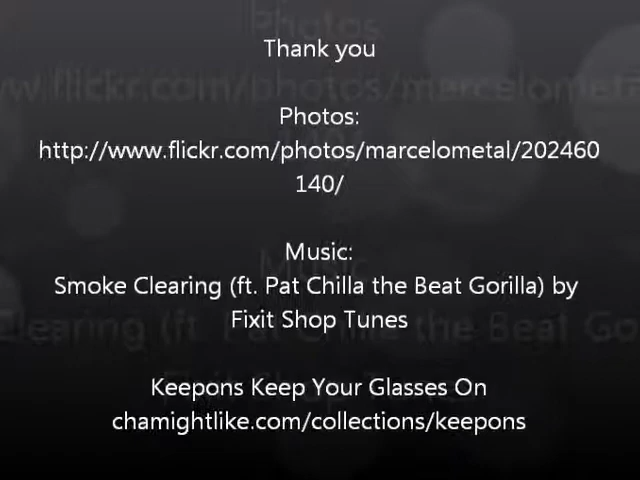 Thank you
Photos:
http://www.flickr.com/photos/marcelometal/202460
140/
Music:
Smoke Clearing (ft. Pat Chilla the Beat Gorilla) by
Fixit Shop Tunes
Keepons Keep Your Glasses On
chamightlike.com/collections/keepons